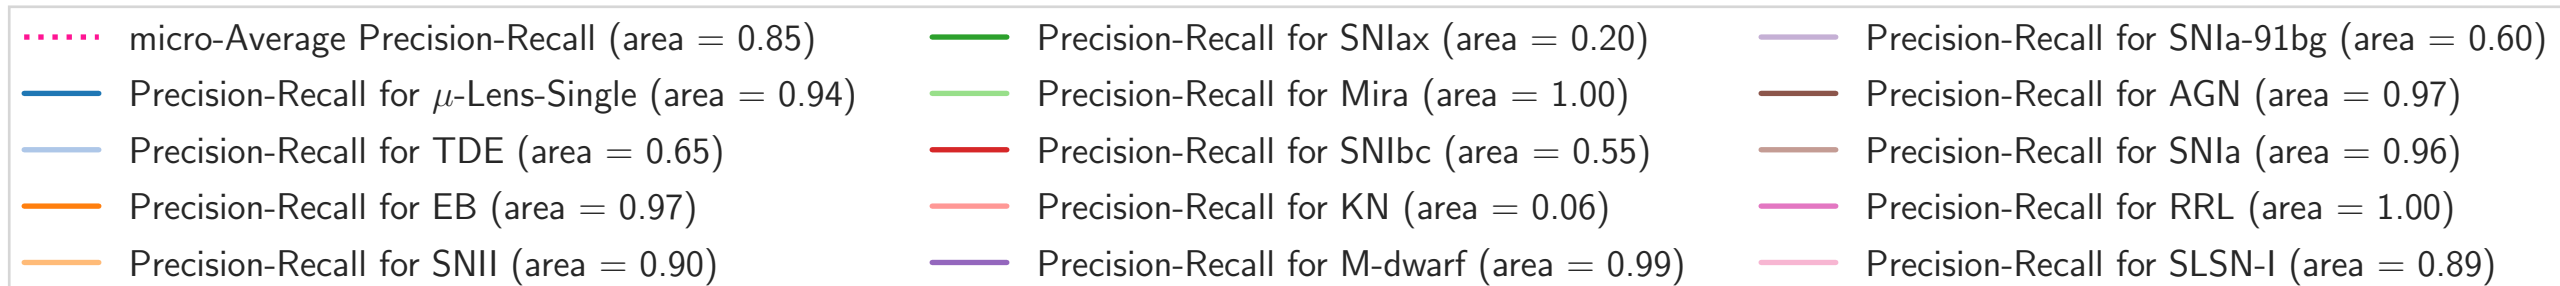 micro-Average Precision-Recall (area = 0.85)
Precision-Recall for μ-Lens-Single (area = 0.94)
Precision-Recall for TDE (area = 0.65)
Precision-Recall for EB (area = 0.97)
Precision-Recall for SNII (area = 0.90)
Precision-Recall for SNIax (area = 0.20)
Precision-Recall for Mira (area = 1.00)
Precision-Recall for SNIbc (area = 0.55)
Precision-Recall for KN (area = 0.06)
Precision-Recall for M-dwarf (area = 0.99)
Precision-Recall for SNIa-91bg (area = 0.60)
Precision-Recall for AGN (area = 0.97)
Precision-Recall for SNIa (area = 0.96)
Precision-Recall for RRL (area = 1.00)
Precision-Recall for SLSN-I (area = 0.89)